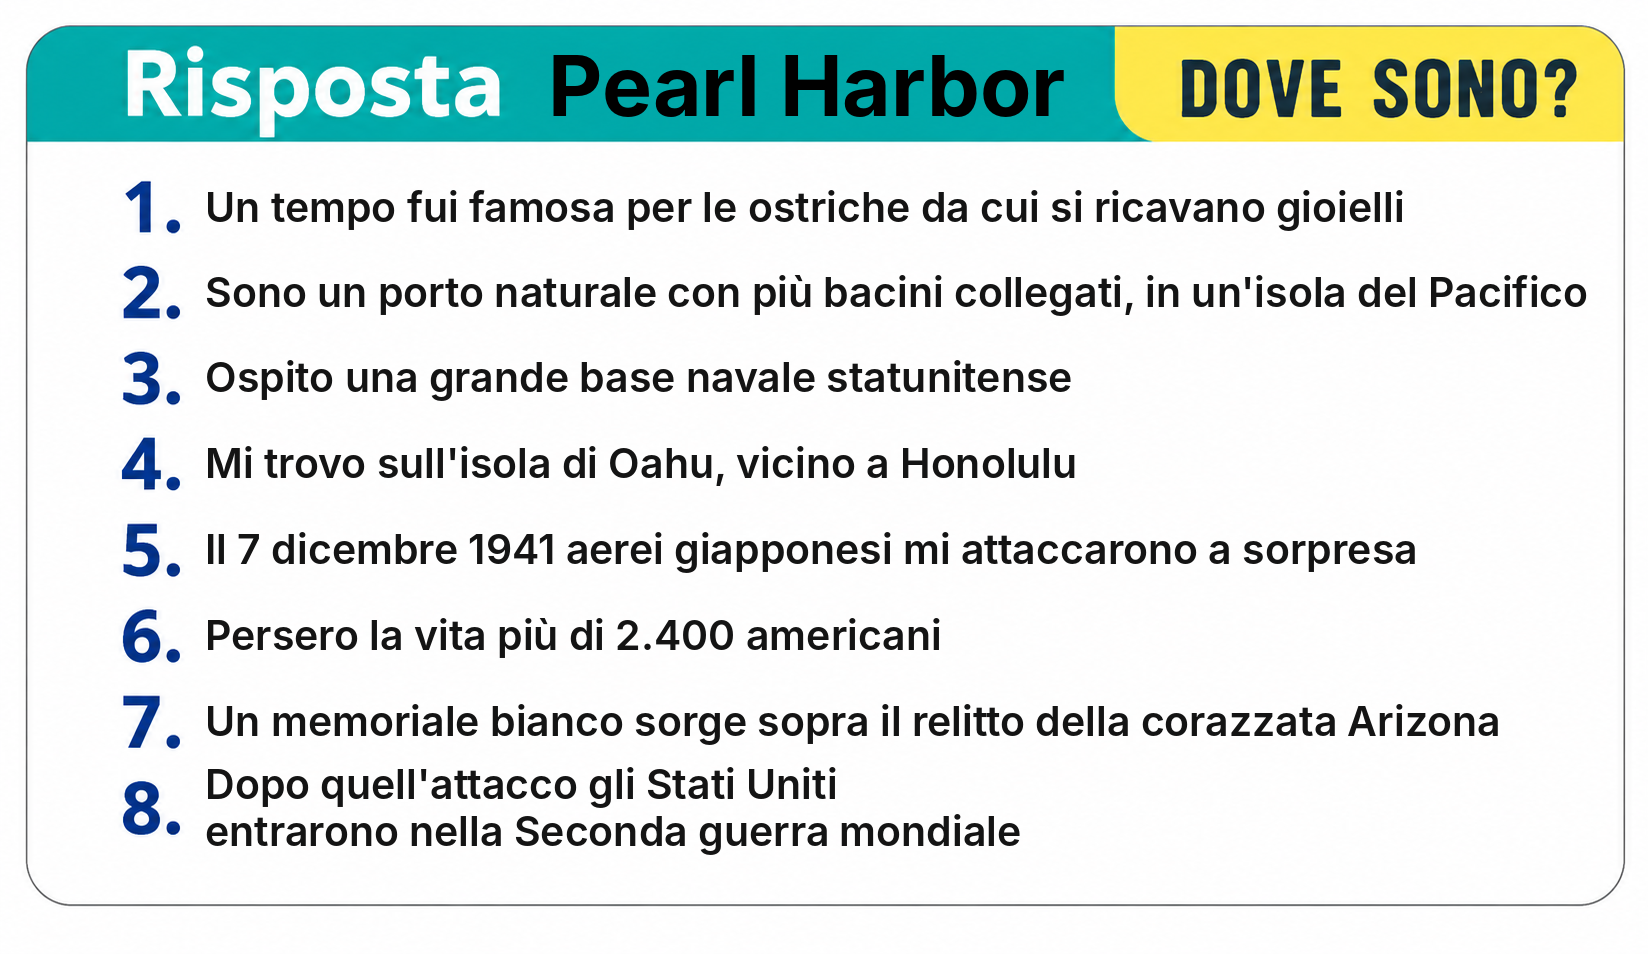 Risposta Pearl Harbor DOVE SONO?
1. Un tempo fui famosa per le ostriche da cui si ricavano gioielli
2. Sono un porto naturale con più bacini collegati, in un'isola del Pacifico
3. Ospito una grande base navale statunitense
4. Mi trovo sull'isola di Oahu, vicino a Honolulu
5. Il 7 dicembre 1941 aerei giapponesi mi attaccarono a sorpresa
6. Persero la vita più di 2.400 americani
7. Un memoriale bianco sorge sopra il relitto della corazzata Arizona
8. Dopo quell'attacco gli Stati Uniti
entrarono nella Seconda guerra mondiale